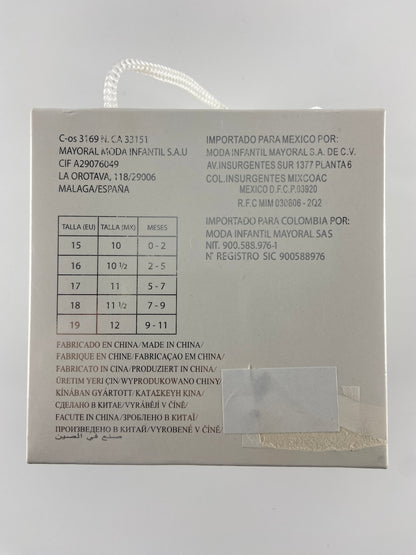 C-os 3169 N. CA 33151
MAYORAL MODA INFANTIL S.A.U
CIF A29076049
LA OROTAVA, 118/29006
MALAGA/ESPAÑA
IMPORTADO PARA MEXICO POR:
MODA INFANTIL MAYORAL S.A. DE C.V.
AV.INSURGENTES SUR 1377 PLANTA 6
COL.INSURGENTES MIXCOAC
MEXICO D.F.C.P.03920
R.F.C MIM 030806 - 2Q2
IMPORTADO PARA COLOMBIA POR:
MODA INFANTIL MAYORAL SAS
NIT. 900.588.976-1
N° REGISTRO SIC 900588976
TALLA (EU) TALLA (MX) MESES
15 10 0 - 2
16 10 1/2 2 - 5
17 11 5 - 7
18 11 1/2 7 - 9
19 12 9 - 11
FABRICADO EN CHINA/MADE IN CHINA/
FABRIQUE EN CHINE/FABRICAÇAO EM CHINA/
FABRICATO IN CINA/PRODUZIERT IN CHINA/
ÜRETIM YERI ÇIN/WYPRODUKOWANO CHINY/
KÍNÁBAN GYÁRTOTT/ΚΑΤΑΣΚΕΥΗ ΚΙΝΑ/
СДЕЛАНО В КИТАЕ/VYRÁBĚJÍ V ČÍNĚ/
FACUTE IN CHINA/ ЗРОБЛЕНО В КИТАЇ/
ПРОИЗВЕДЕНО В КИТАЙ/VYROBENÉ V ČÍNĚ/
صنع في الصين